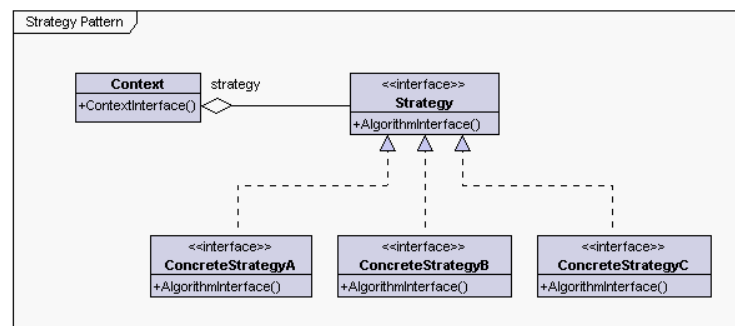 Strategy Pattern
Context
+ContextInterface()
strategy
<<interface>>
Strategy
+AlgorithmInterface()
<<interface>>
ConcreteStrategyA
+AlgorithmInterface()
<<interface>>
ConcreteStrategyB
+AlgorithmInterface()
<<interface>>
ConcreteStrategyC
+AlgorithmInterface()